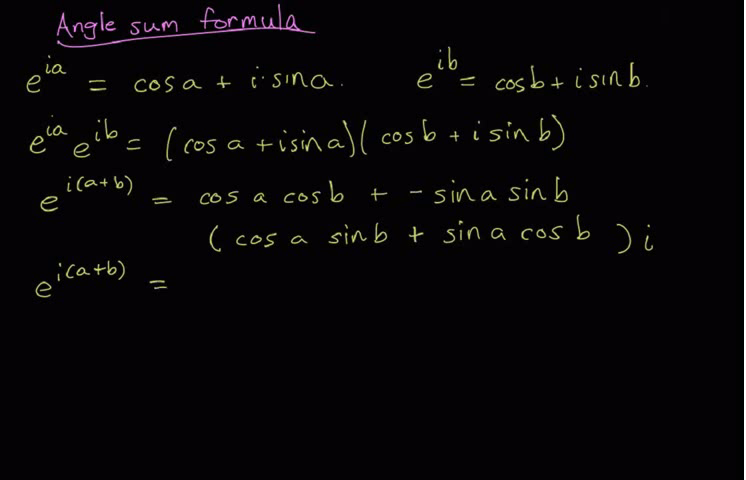 Angle sum formula
e^{ia} = cos a + i·sin a.   e^{ib} = cos b + i sin b.
e^{ia} e^{ib} = (cos a + i sin a)(cos b + i sin b)
e^{i(a+b)} = cos a cos b + - sin a sin b
(cos a sin b + sin a cos b) i
e^{i(a+b)} =